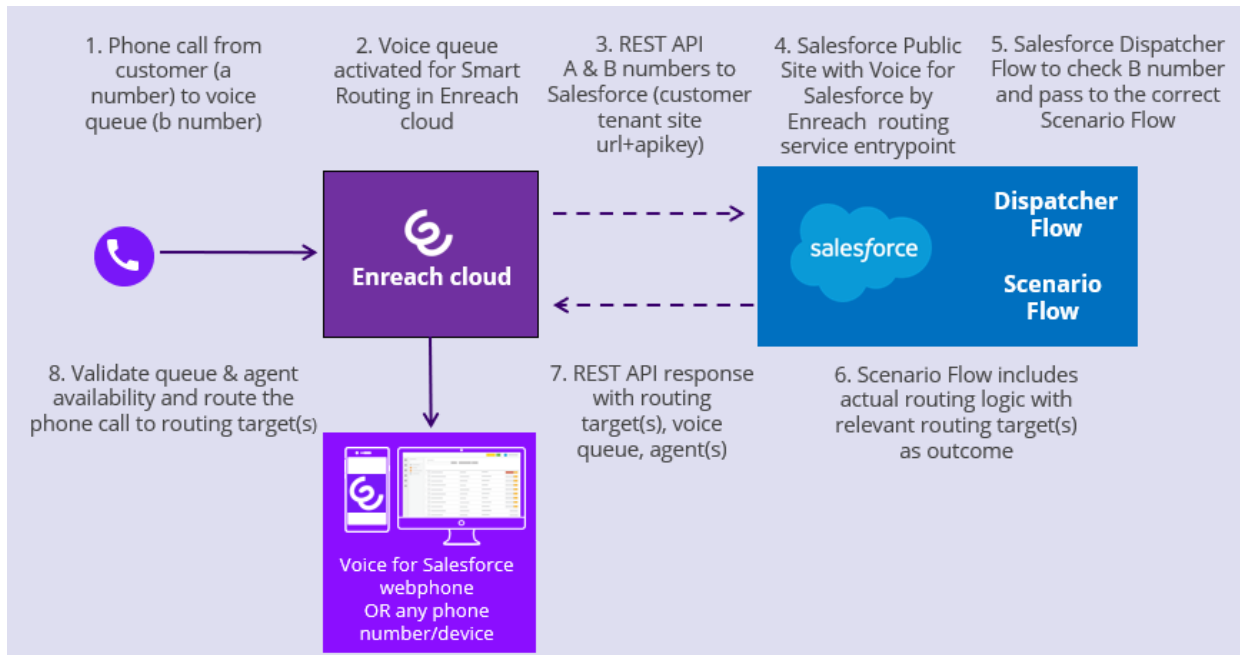 1. Phone call from
customer (a
number) to voice
queue (b number)
2. Voice queue
activated for Smart
Routing in Enreach
cloud
3. REST API
A & B numbers to
Salesforce (customer
tenant site
url+apikey)
4. Salesforce Public
Site with Voice for
Salesforce by
Enreach routing
service entrypoint
5. Salesforce Dispatcher
Flow to check B number
and pass to the correct
Scenario Flow
Enreach cloud
salesforce
Dispatcher
Flow
Scenario
Flow
8. Validate queue & agent
availability and route the
phone call to routing target(s)
7. REST API response
with routing
target(s), voice
queue, agent(s)
6. Scenario Flow includes
actual routing logic with
relevant routing target(s)
as outcome
Voice for Salesforce
webphone
OR any phone
number/device